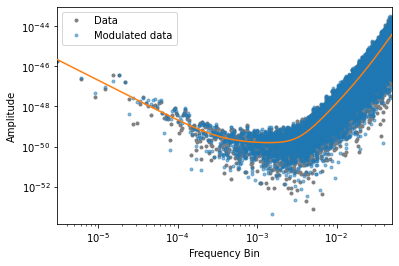 Data
Modulated data
10⁻⁴⁴
10⁻⁴⁶
10⁻⁴⁸
10⁻⁵⁰
10⁻⁵²
Amplitude
10⁻⁵
10⁻⁴
10⁻³
10⁻²
Frequency Bin